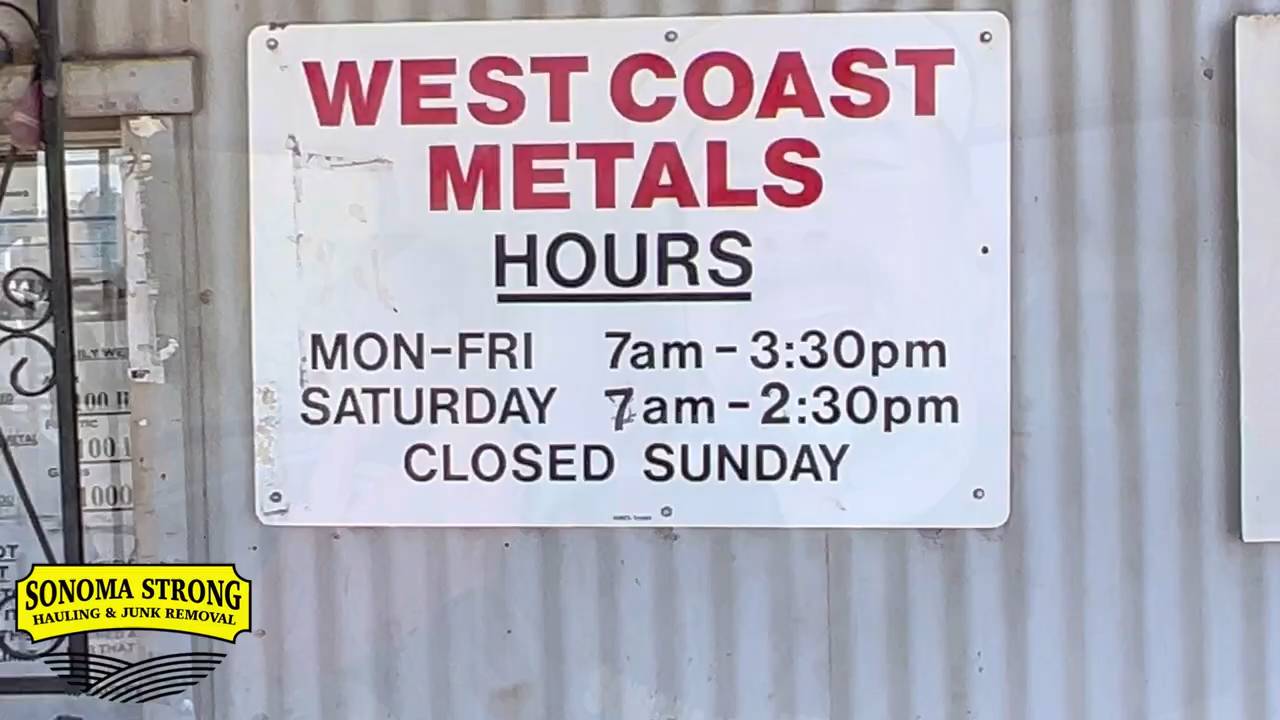 WEST COAST
METALS
HOURS
MON-FRI 7am - 3:30pm
SATURDAY 7am - 2:30pm
CLOSED SUNDAY
SONOMA STRONG
HAULING & JUNK REMOVAL